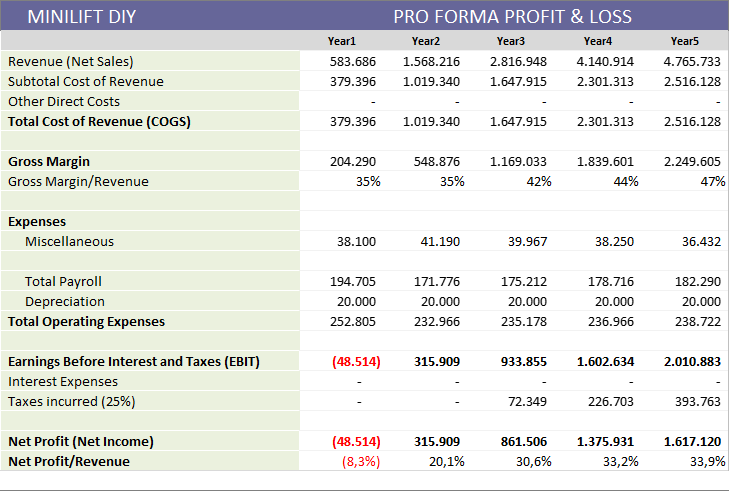 MINILIFT DIY PRO FORMA PROFIT & LOSS
Year1 Year2 Year3 Year4 Year5
Revenue (Net Sales) 583.686 1.568.216 2.816.948 4.140.914 4.765.733
Subtotal Cost of Revenue 379.396 1.019.340 1.647.915 2.301.313 2.516.128
Other Direct Costs - - - - -
Total Cost of Revenue (COGS) 379.396 1.019.340 1.647.915 2.301.313 2.516.128
Gross Margin 204.290 548.876 1.169.033 1.839.601 2.249.605
Gross Margin/Revenue 35% 35% 42% 44% 47%
Expenses
Miscellaneous 38.100 41.190 39.967 38.250 36.432
Total Payroll 194.705 171.776 175.212 178.716 182.290
Depreciation 20.000 20.000 20.000 20.000 20.000
Total Operating Expenses 252.805 232.966 235.178 236.966 238.722
Earnings Before Interest and Taxes (EBIT) (48.514) 315.909 933.855 1.602.634 2.010.883
Interest Expenses - - - - -
Taxes incurred (25%) - - 72.349 226.703 393.763
Net Profit (Net Income) (48.514) 315.909 861.506 1.375.931 1.617.120
Net Profit/Revenue (8,3%) 20,1% 30,6% 33,2% 33,9%